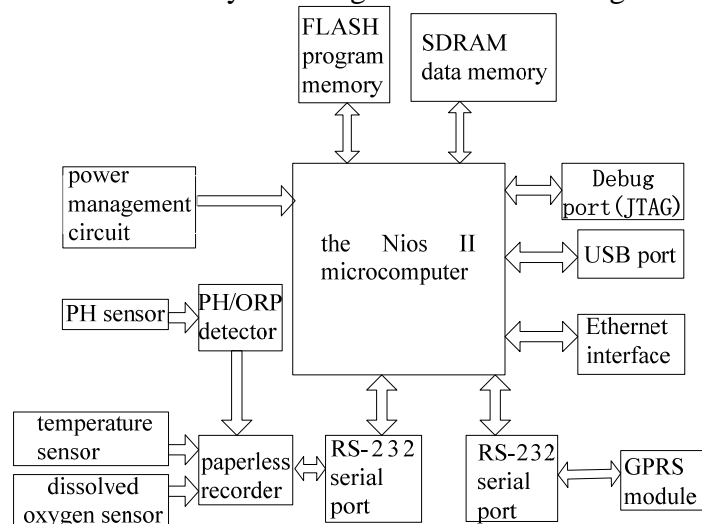 FLASH
program
memory
SDRAM
data memory
power
management
circuit
the Nios II
microcomputer
Debug
port(JTAG)
USB port
PH sensor
PH/ORP
detector
Ethernet
interface
temperature
sensor
paperless
recorder
RS-232
serial
port
RS-232
serial
port
GPRS
module
dissolved
oxygen sensor